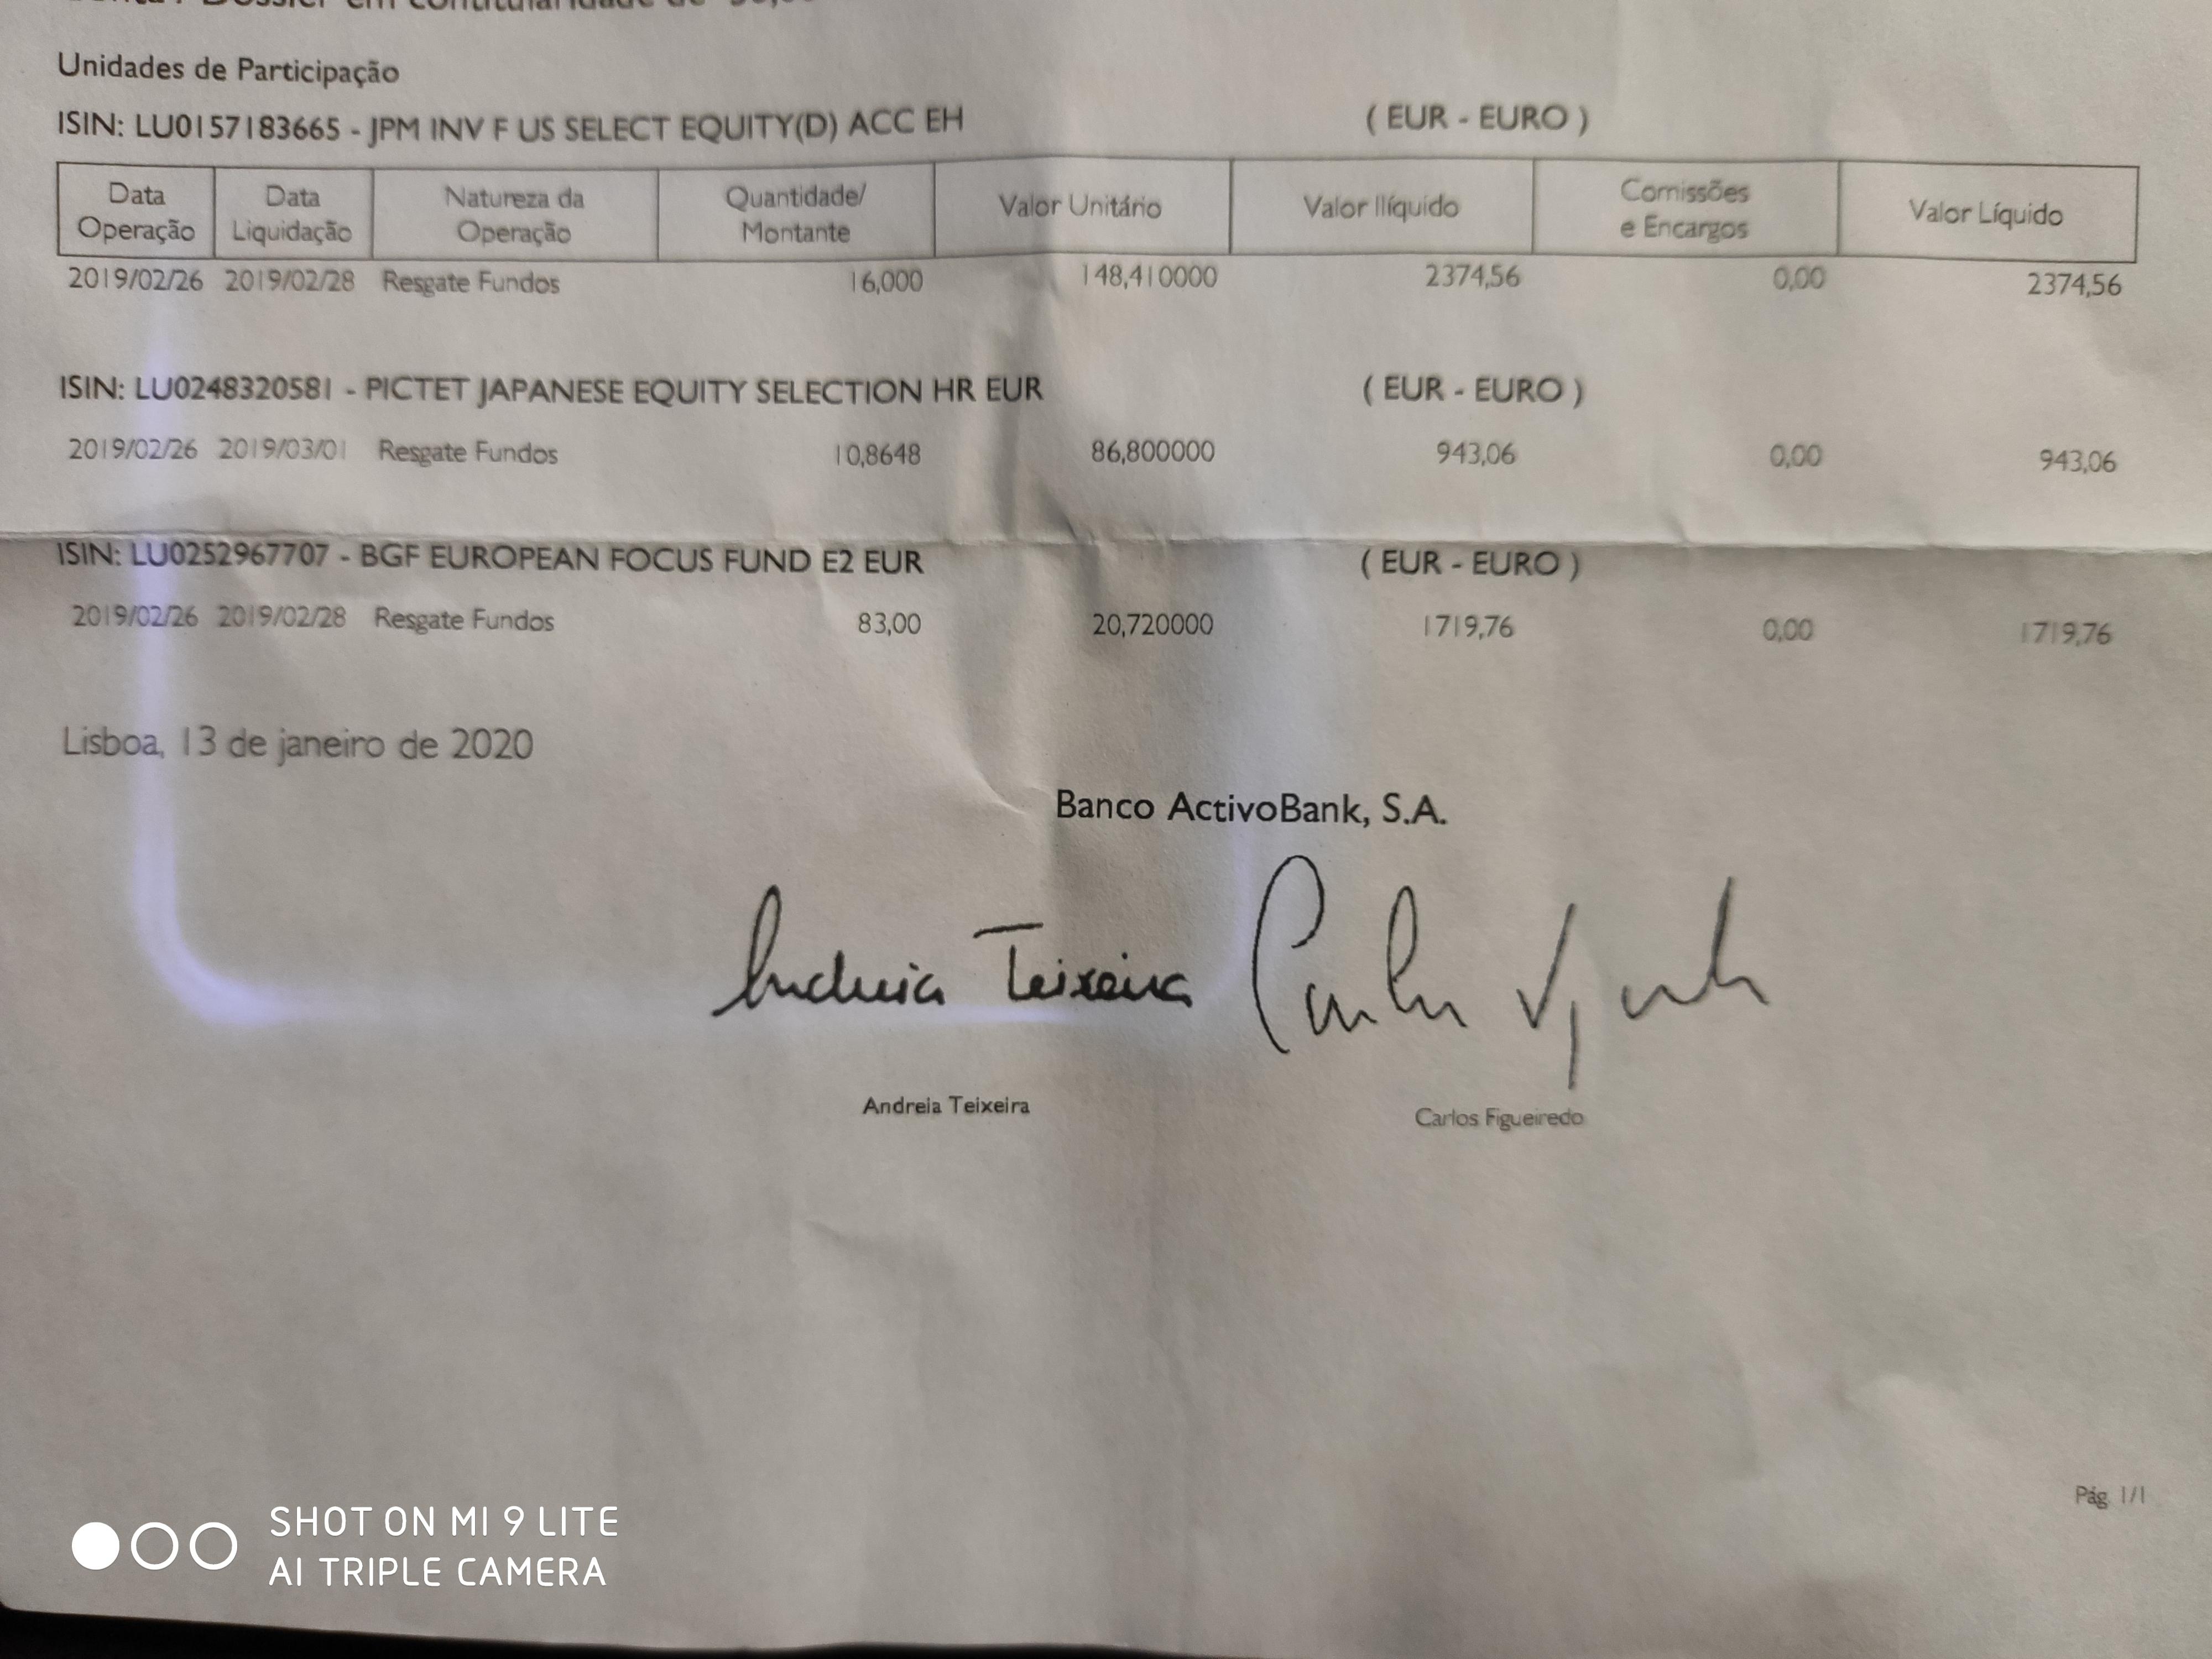 Dossier em contitularidade de
Unidades de Participação
ISIN: LU0157183665 - JPM INV F US SELECT EQUITY(D) ACC EH ( EUR - EURO )
Data Operação Data Liquidação Natureza da Operação Quantidade/ Montante Valor Unitário Valor Ilíquido Comissões e Encargos Valor Líquido
2019/02/26 2019/02/28 Resgate Fundos 16,000 148,410000 2374,56 0,00 2374,56
ISIN: LU0248320581 - PICTET JAPANESE EQUITY SELECTION HR EUR ( EUR - EURO )
2019/02/26 2019/03/01 Resgate Fundos 10,8648 86,800000 943,06 0,00 943,06
ISIN: LU0252967707 - BGF EUROPEAN FOCUS FUND E2 EUR ( EUR - EURO )
2019/02/26 2019/02/28 Resgate Fundos 83,00 20,720000 1719,76 0,00 1719,76
Lisboa, 13 de janeiro de 2020
Banco ActivoBank, S.A.
Andreia Teixeira
Andreia Teixeira Carlos Figueiredo
Pág. 1/1
SHOT ON MI 9 LITE
AI TRIPLE CAMERA